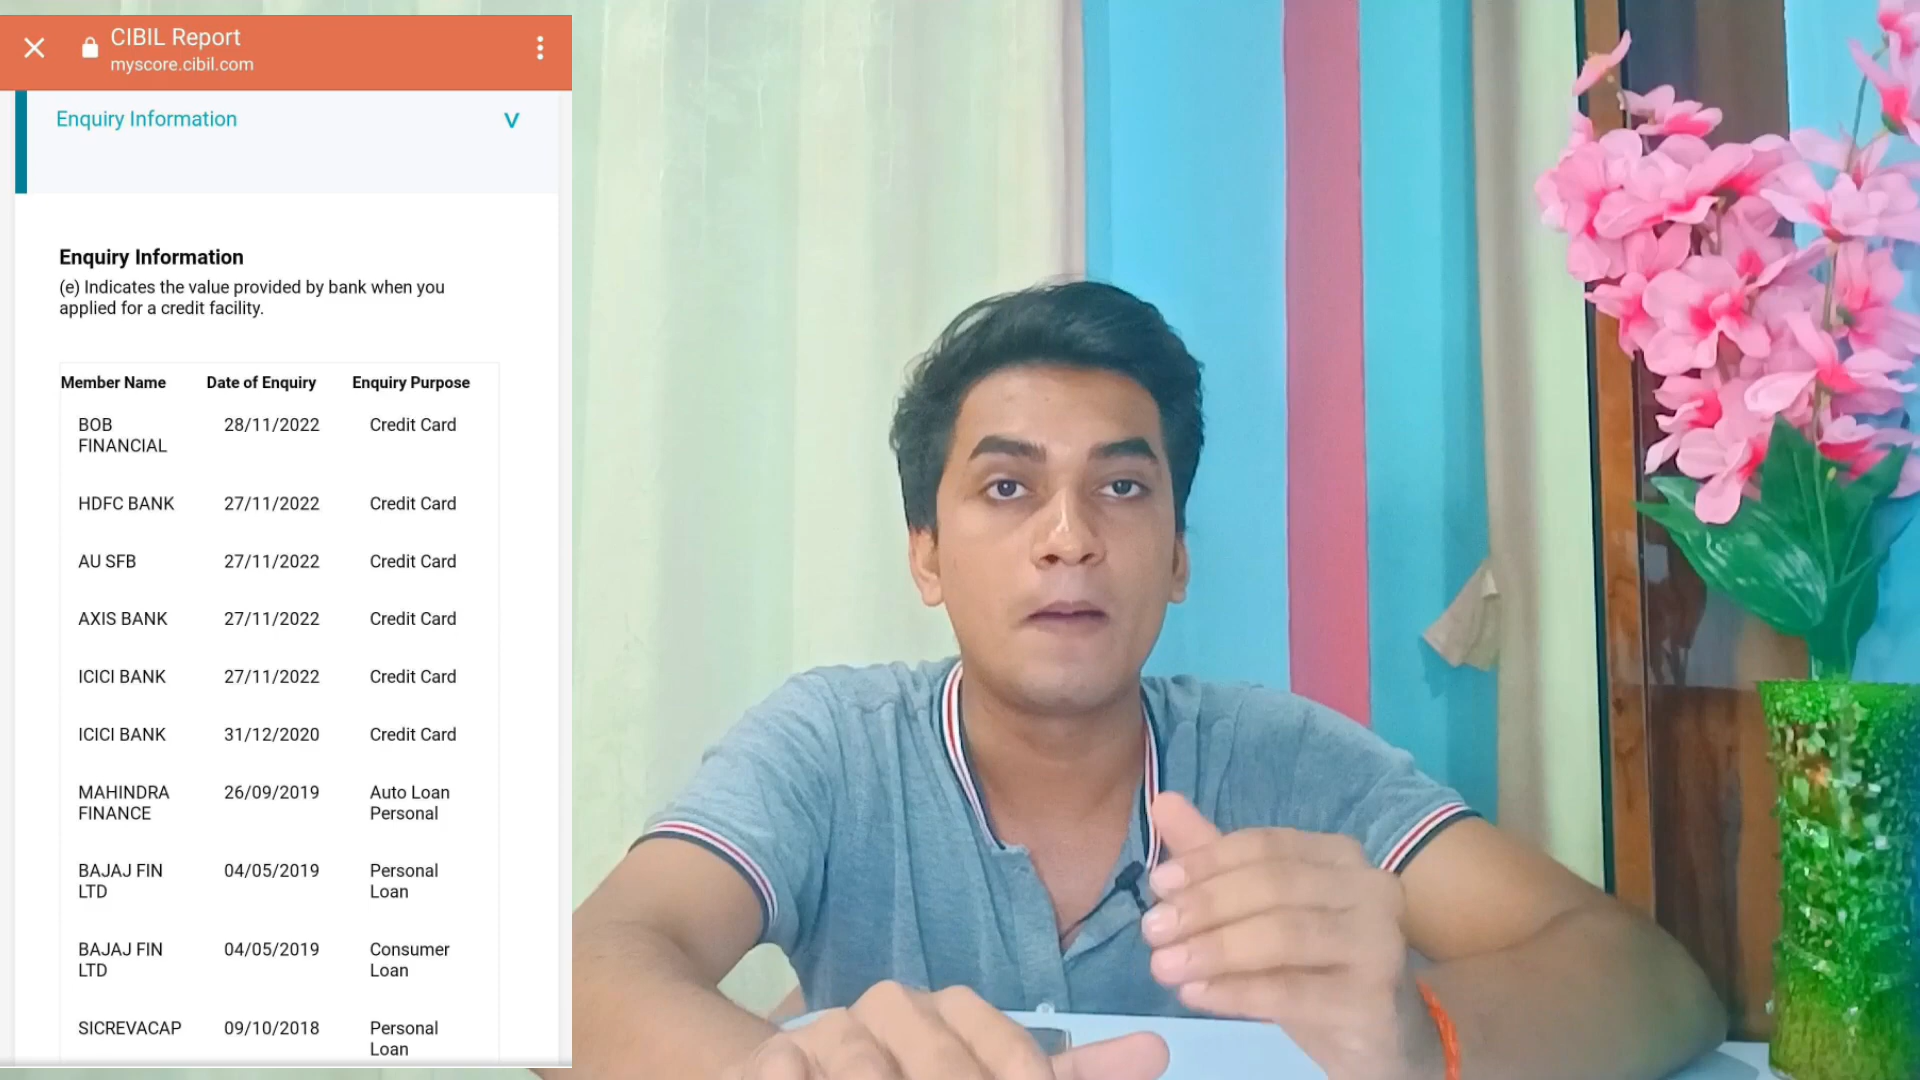 CIBIL Report
myscore.cibil.com
Enquiry Information
Enquiry Information
(e) Indicates the value provided by bank when you
applied for a credit facility.
Member Name Date of Enquiry Enquiry Purpose
BOB FINANCIAL 28/11/2022 Credit Card
HDFC BANK 27/11/2022 Credit Card
AU SFB 27/11/2022 Credit Card
AXIS BANK 27/11/2022 Credit Card
ICICI BANK 27/11/2022 Credit Card
ICICI BANK 31/12/2020 Credit Card
MAHINDRA FINANCE 26/09/2019 Auto Loan Personal
BAJAJ FIN LTD 04/05/2019 Personal Loan
BAJAJ FIN LTD 04/05/2019 Consumer Loan
SICREVACAP 09/10/2018 Personal Loan